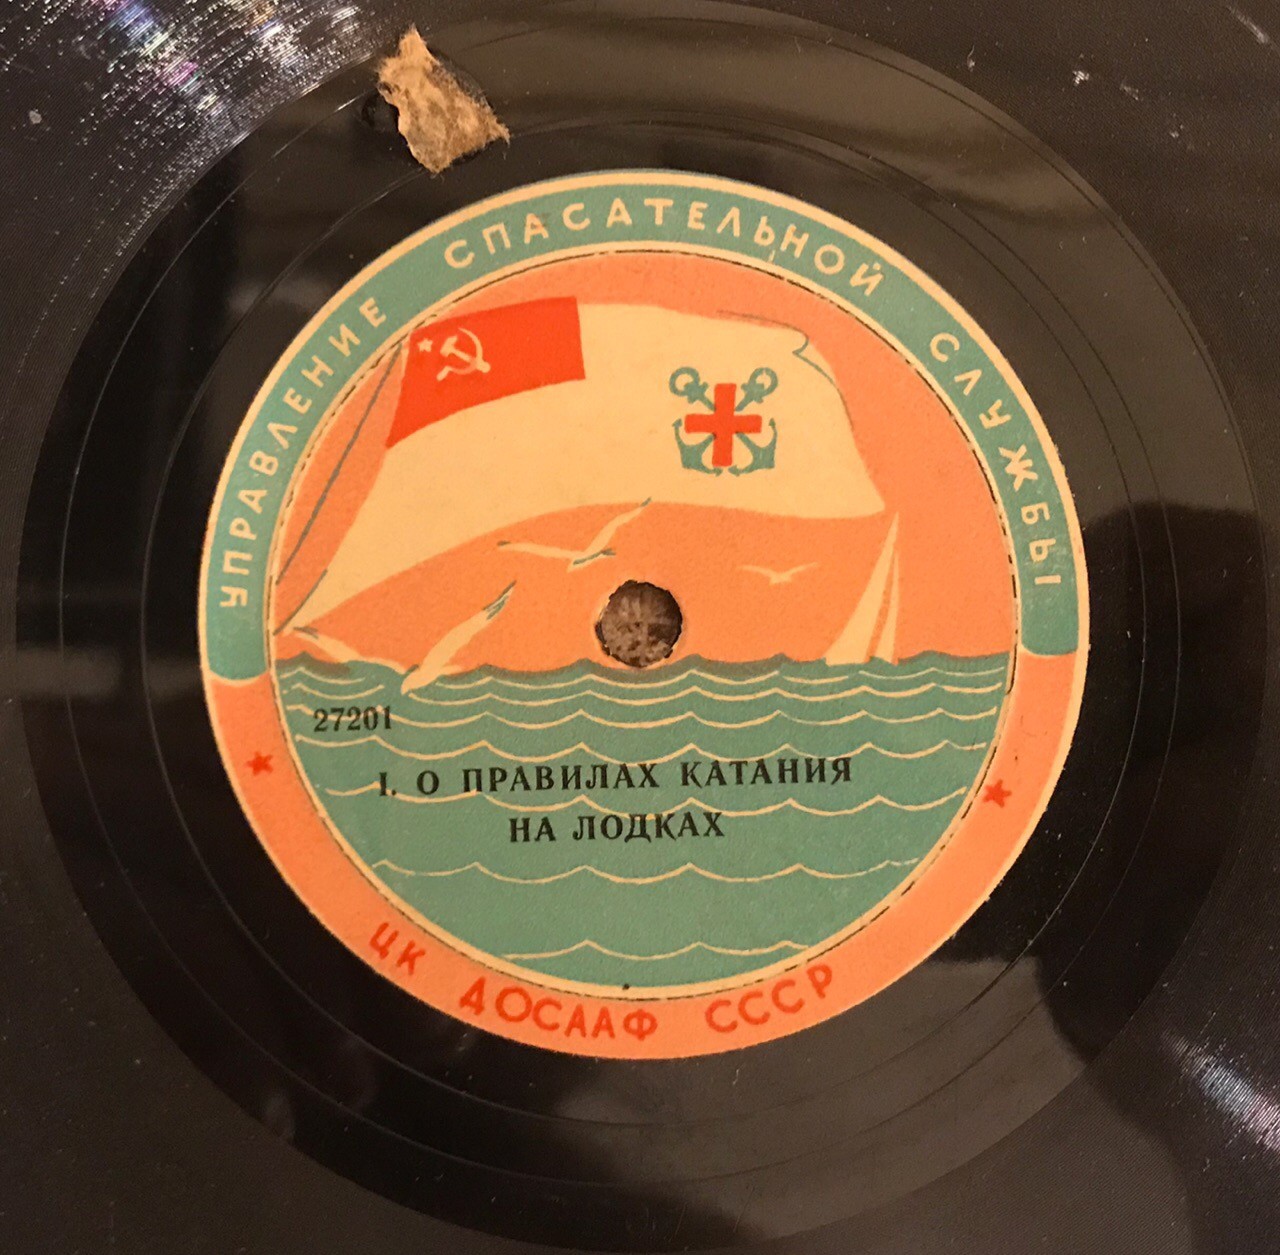 УПРАВЛЕНИЕ СПАСАТЕЛЬНОЙ СЛУЖБЫ
27201
I. О ПРАВИЛАХ КАТАНИЯ
НА ЛОДКАХ
ЦК ДОСААФ СССР